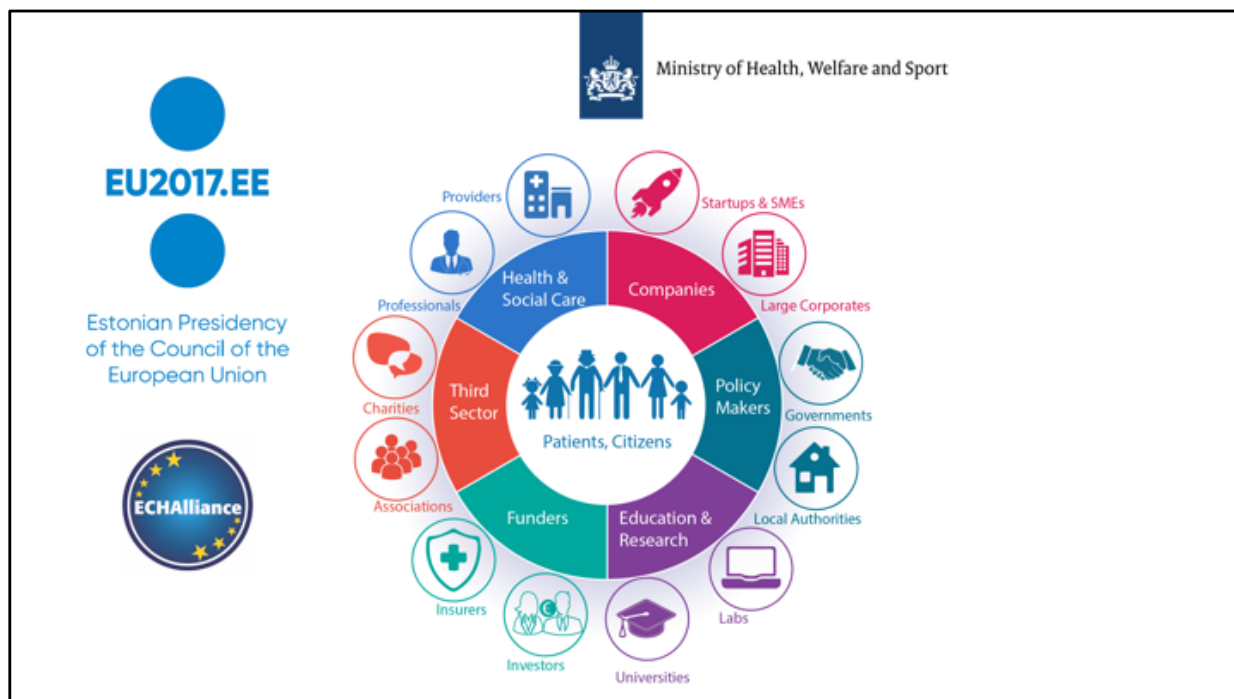 Ministry of Health, Welfare and Sport
EU2017.EE
Estonian Presidency
of the Council of the
European Union
ECHAlliance
Providers
Startups & SMEs
Professionals
Health &
Social Care
Companies
Large Corporates
Charities
Third
Sector
Policy
Makers
Governments
Patients, Citizens
Associations
Funders
Education &
Research
Local Authorities
Insurers
Investors
Universities
Labs